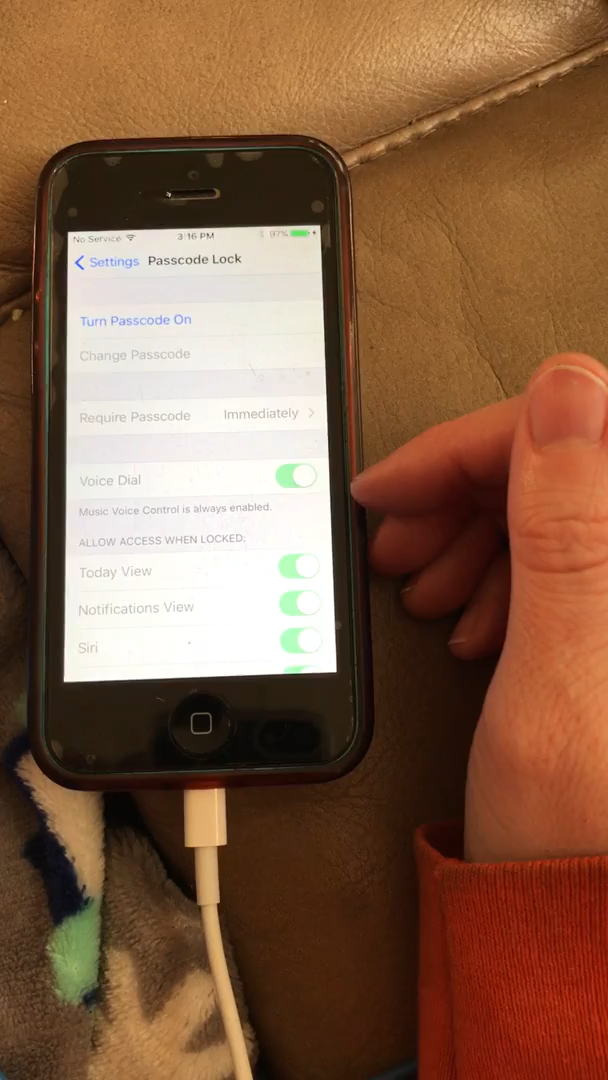 No Service 3:16 PM 97%
Settings Passcode Lock
Turn Passcode On
Change Passcode
Require Passcode Immediately
Voice Dial
Music Voice Control is always enabled.
ALLOW ACCESS WHEN LOCKED:
Today View
Notifications View
Siri